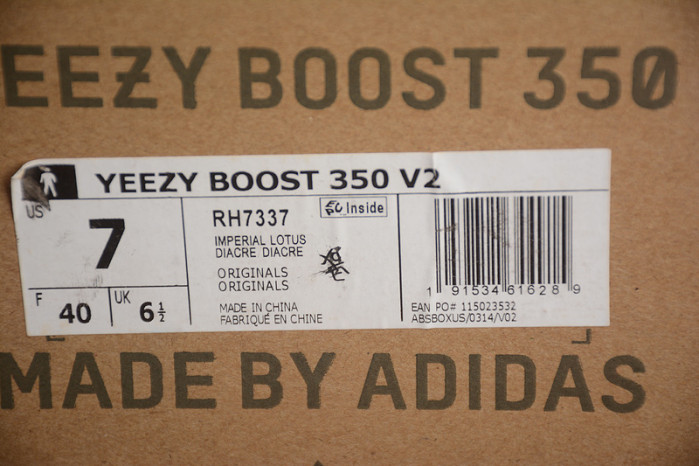 EEZY BOOST 350
YEEZY BOOST 350 V2
US
7
F
40
UK
6½
RH7337
Inside
IMPERIAL LOTUS
DIACRE DIACRE
ORIGINALS
ORIGINALS
MADE IN CHINA
FABRIQUÉ EN CHINE
1 91534 61628 9
EAN PO# 115023532
ABSBOXUS/0314/V02
MADE BY ADIDAS